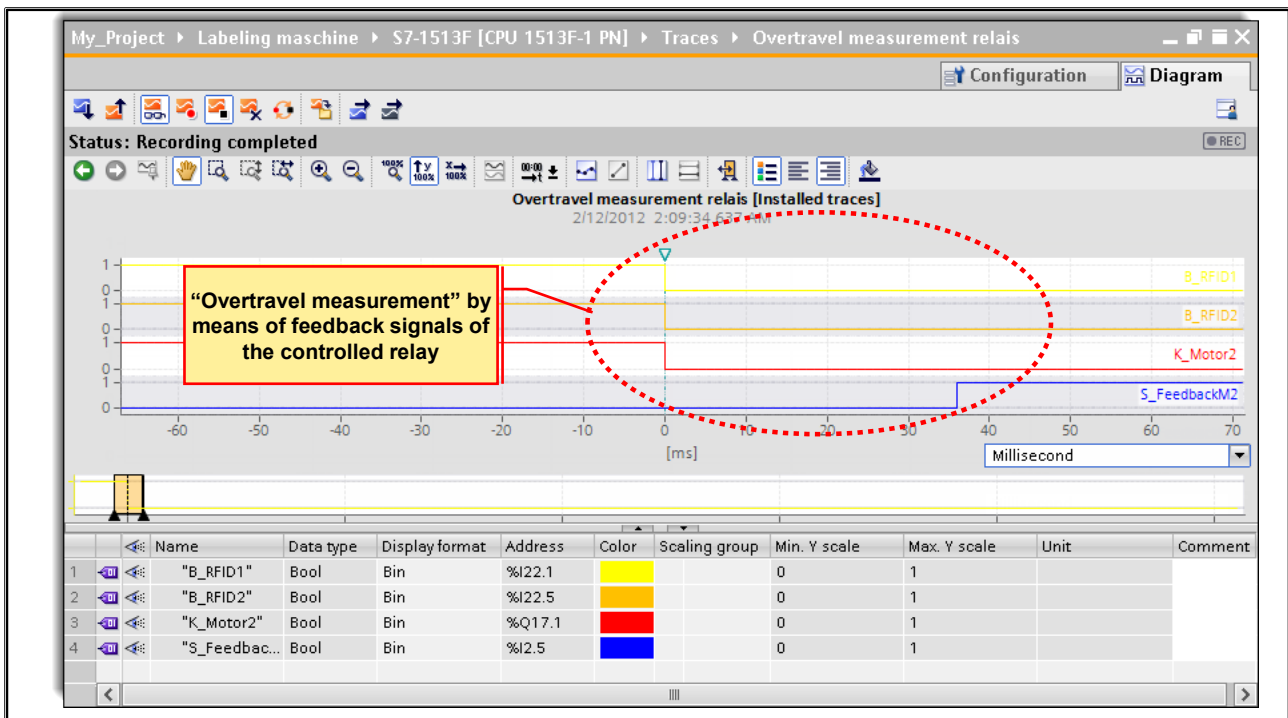 My_Project ▸ Labeling maschine ▸ S7-1513F [CPU 1513F-1 PN] ▸ Traces ▸ Overtravel measurement relais
Configuration Diagram
Status: Recording completed
REC
Overtravel measurement relais [Installed traces]
2/12/2012 2:09:34.637 AM
1
0
B_RFID1
1
0
B_RFID2
1
0
K_Motor2
1
0
S_FeedbackM2
“Overtravel measurement” by
means of feedback signals of
the controlled relay
-60 -50 -40 -30 -20 -10 0 10 20 30 40 50 60 70
[ms]
Millisecond
Name Data type Display format Address Color Scaling group Min. Y scale Max. Y scale Unit Comment
1 "B_RFID1" Bool Bin %I22.1 0 1
2 "B_RFID2" Bool Bin %I22.5 0 1
3 "K_Motor2" Bool Bin %Q17.1 0 1
4 "S_Feedbac... Bool Bin %I2.5 0 1